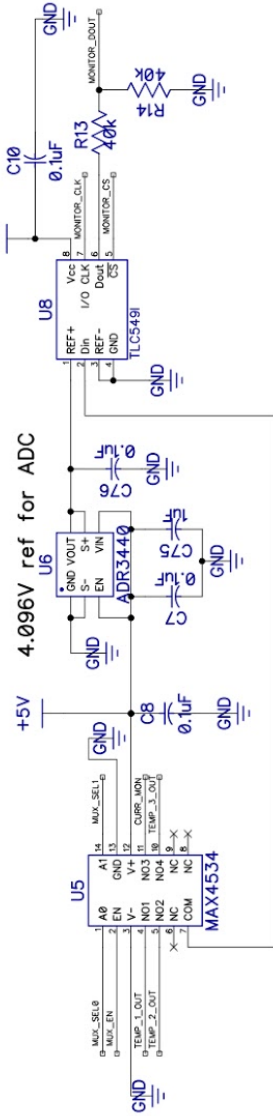 4.096V ref for ADC
U5
MUX_SEL0 1 A0 A1 14 MUX_SEL1
MUX_EN 2 EN GND 13 GND
GND 3 V- V+ 12
TEMP_1_OUT 4 NO1 NO3 11 CURR_MON
TEMP_2_OUT 5 NO2 NO4 10 TEMP_3_OUT
6 NC NC 9
7 COM NC 8
MAX4534
+5V
C8
0.1uF
GND
U6
GND VOUT
S- S+
EN VIN
ADR3440
GND
C7
0.1uF
C75
1uF
GND
C76
0.1uF
GND
U8
1 REF+ Vcc 8
2 Din I/O CLK 7 MONITOR_CLK
3 REF- Dout 6
4 GND CS 5 MONITOR_CS
TLC549I
GND
C10
0.1uF
GND
R13
40k
MONITOR_DOUT
R14
40k
GND